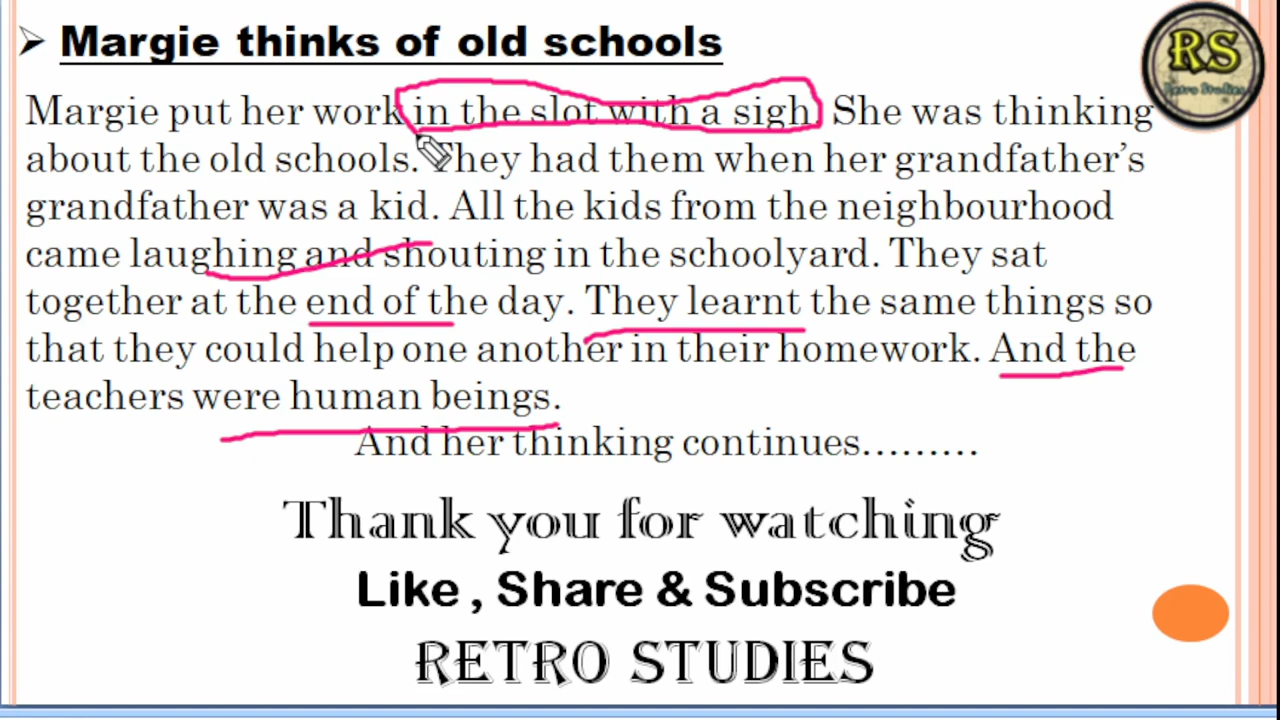 Margie thinks of old schools
RS
Retro Studies
Margie put her work in the slot with a sigh. She was thinking
about the old schools. They had them when her grandfather’s
grandfather was a kid. All the kids from the neighbourhood
came laughing and shouting in the schoolyard. They sat
together at the end of the day. They learnt the same things so
that they could help one another in their homework. And the
teachers were human beings.
And her thinking continues.........
Thank you for watching
Like , Share & Subscribe
RETRO STUDIES